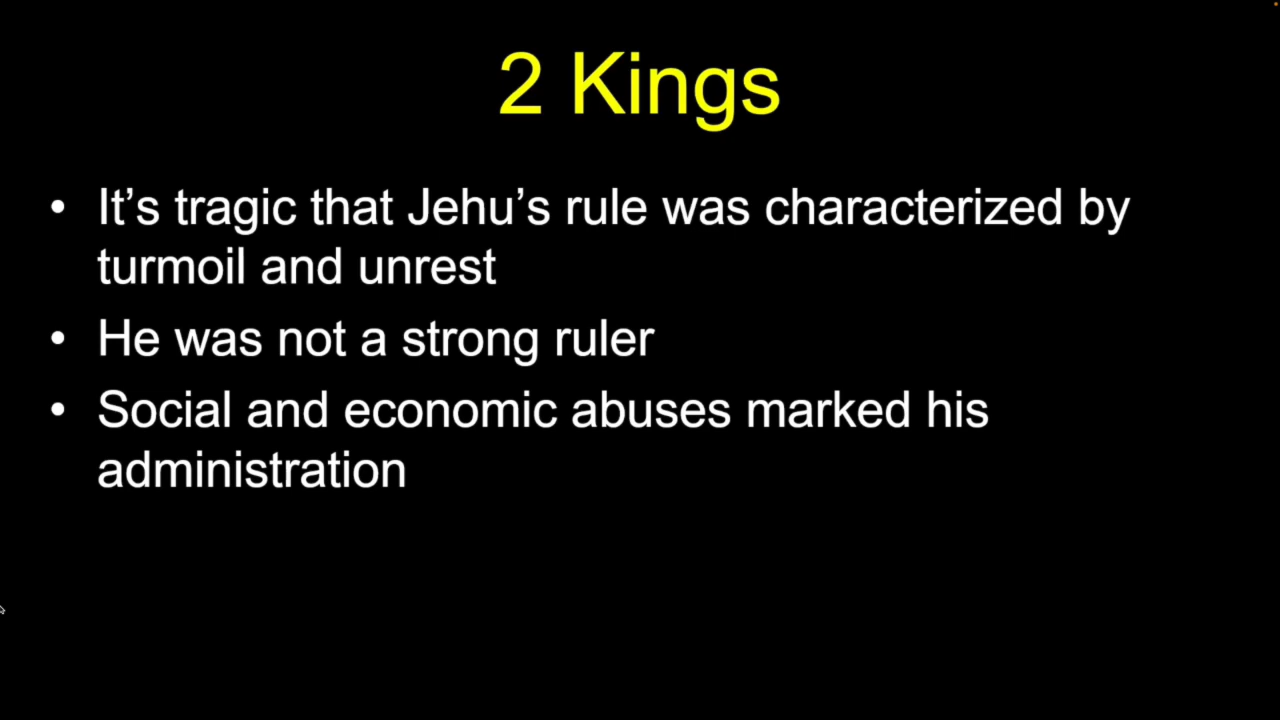 2 Kings
• It’s tragic that Jehu’s rule was characterized by
turmoil and unrest
• He was not a strong ruler
• Social and economic abuses marked his
administration